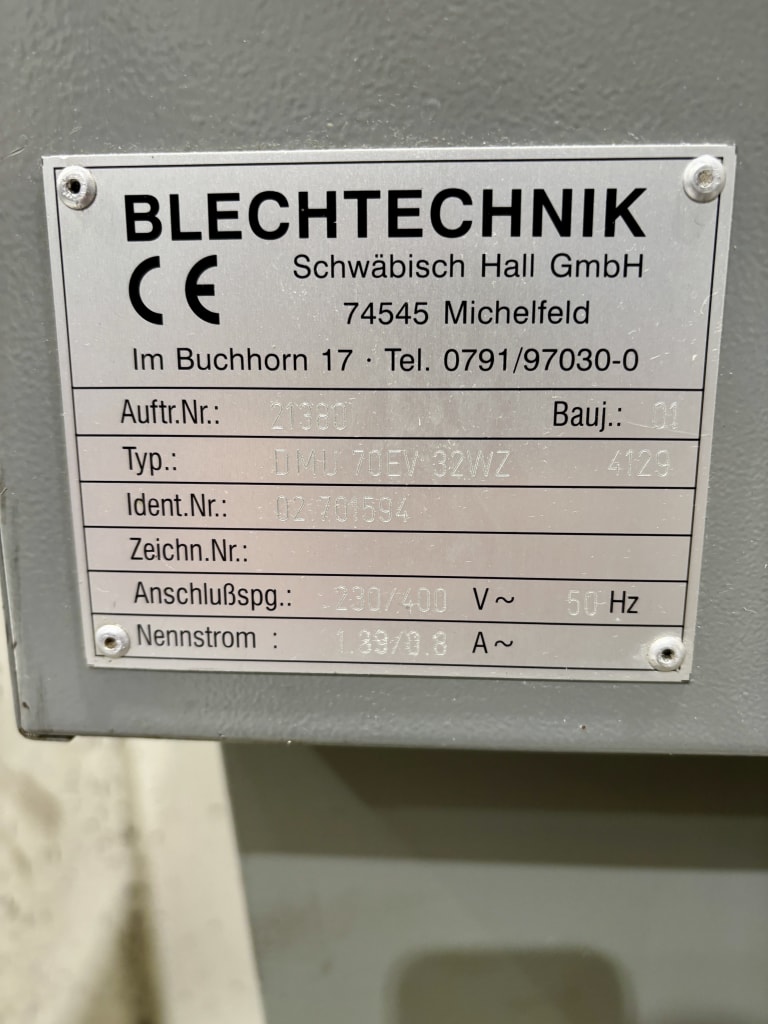 BLECHTECHNIK
CE Schwäbisch Hall GmbH
74545 Michelfeld
Im Buchhorn 17 · Tel. 0791/97030-0
Auftr.Nr.: 21980 Bauj.: 01
Typ.: DMU 70EV 32WZ 4129
Ident.Nr.: 02.701594
Zeichn.Nr.:
Anschlußspg.: 230/400 V~ 50 Hz
Nennstrom : 1.39/0.8 A~